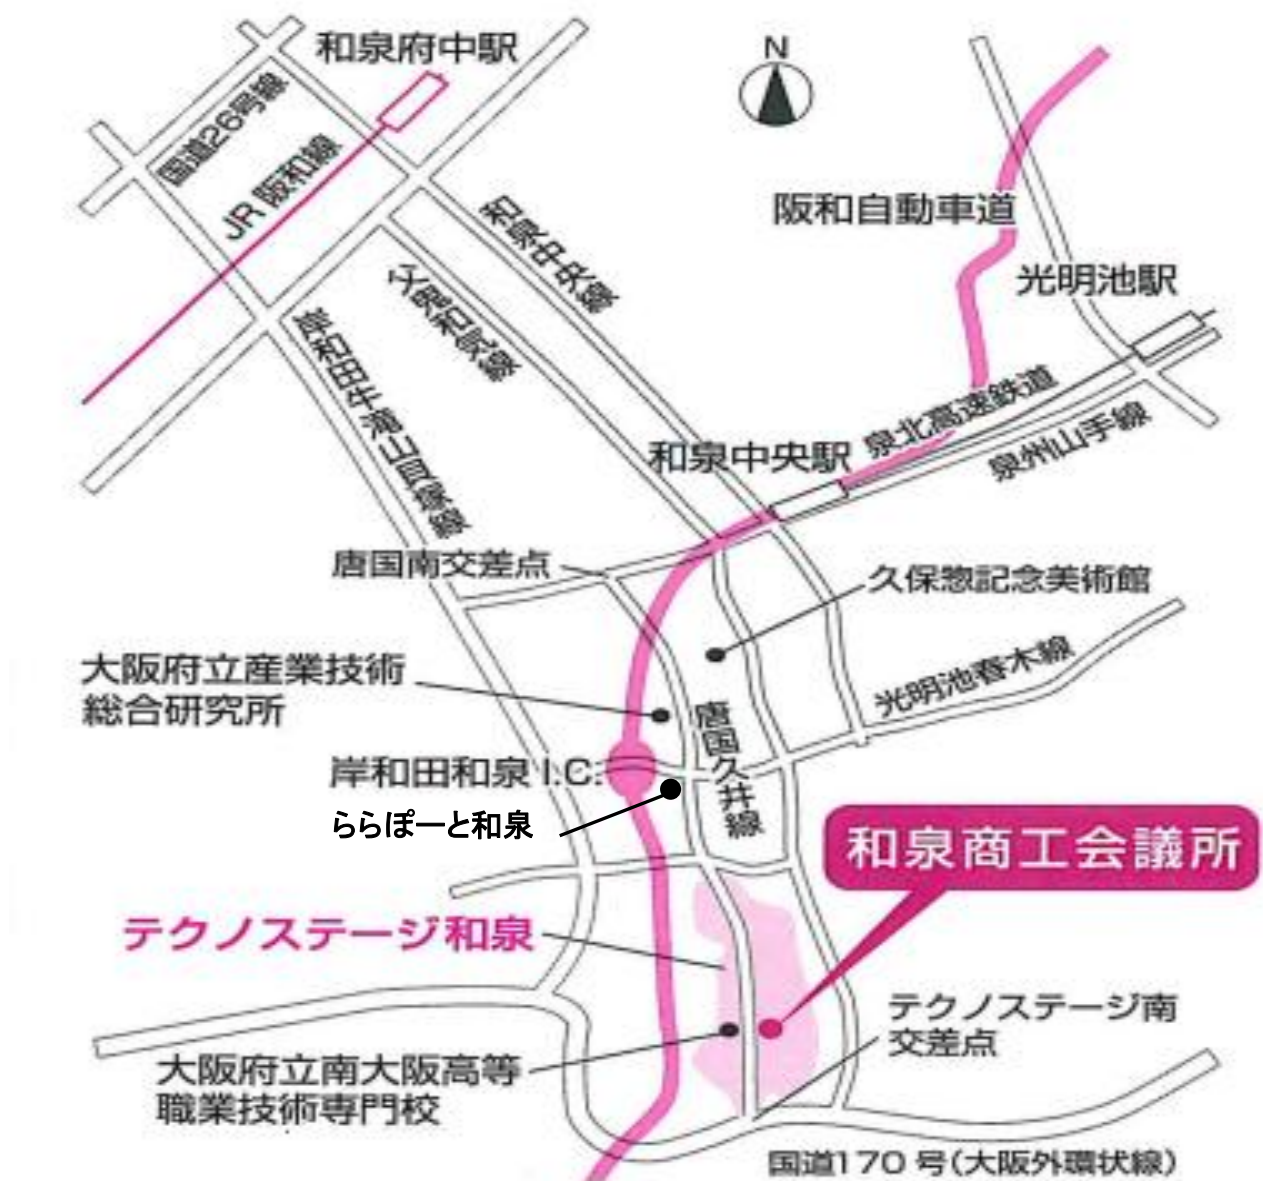 和泉府中駅
N
国道26号線
JR 阪和線
阪和自動車道
和泉中央線
光明池駅
父鬼和気線
岸和田牛滝山貝塚線
泉北高速鉄道
和泉中央駅
泉州山手線
唐国南交差点
久保惣記念美術館
大阪府立産業技術
総合研究所
光明池春木線
唐国久井線
岸和田和泉 I.C.
ららぽーと和泉
和泉商工会議所
テクノステージ和泉
テクノステージ南
交差点
大阪府立南大阪高等
職業技術専門校
国道170 号(大阪外環状線)